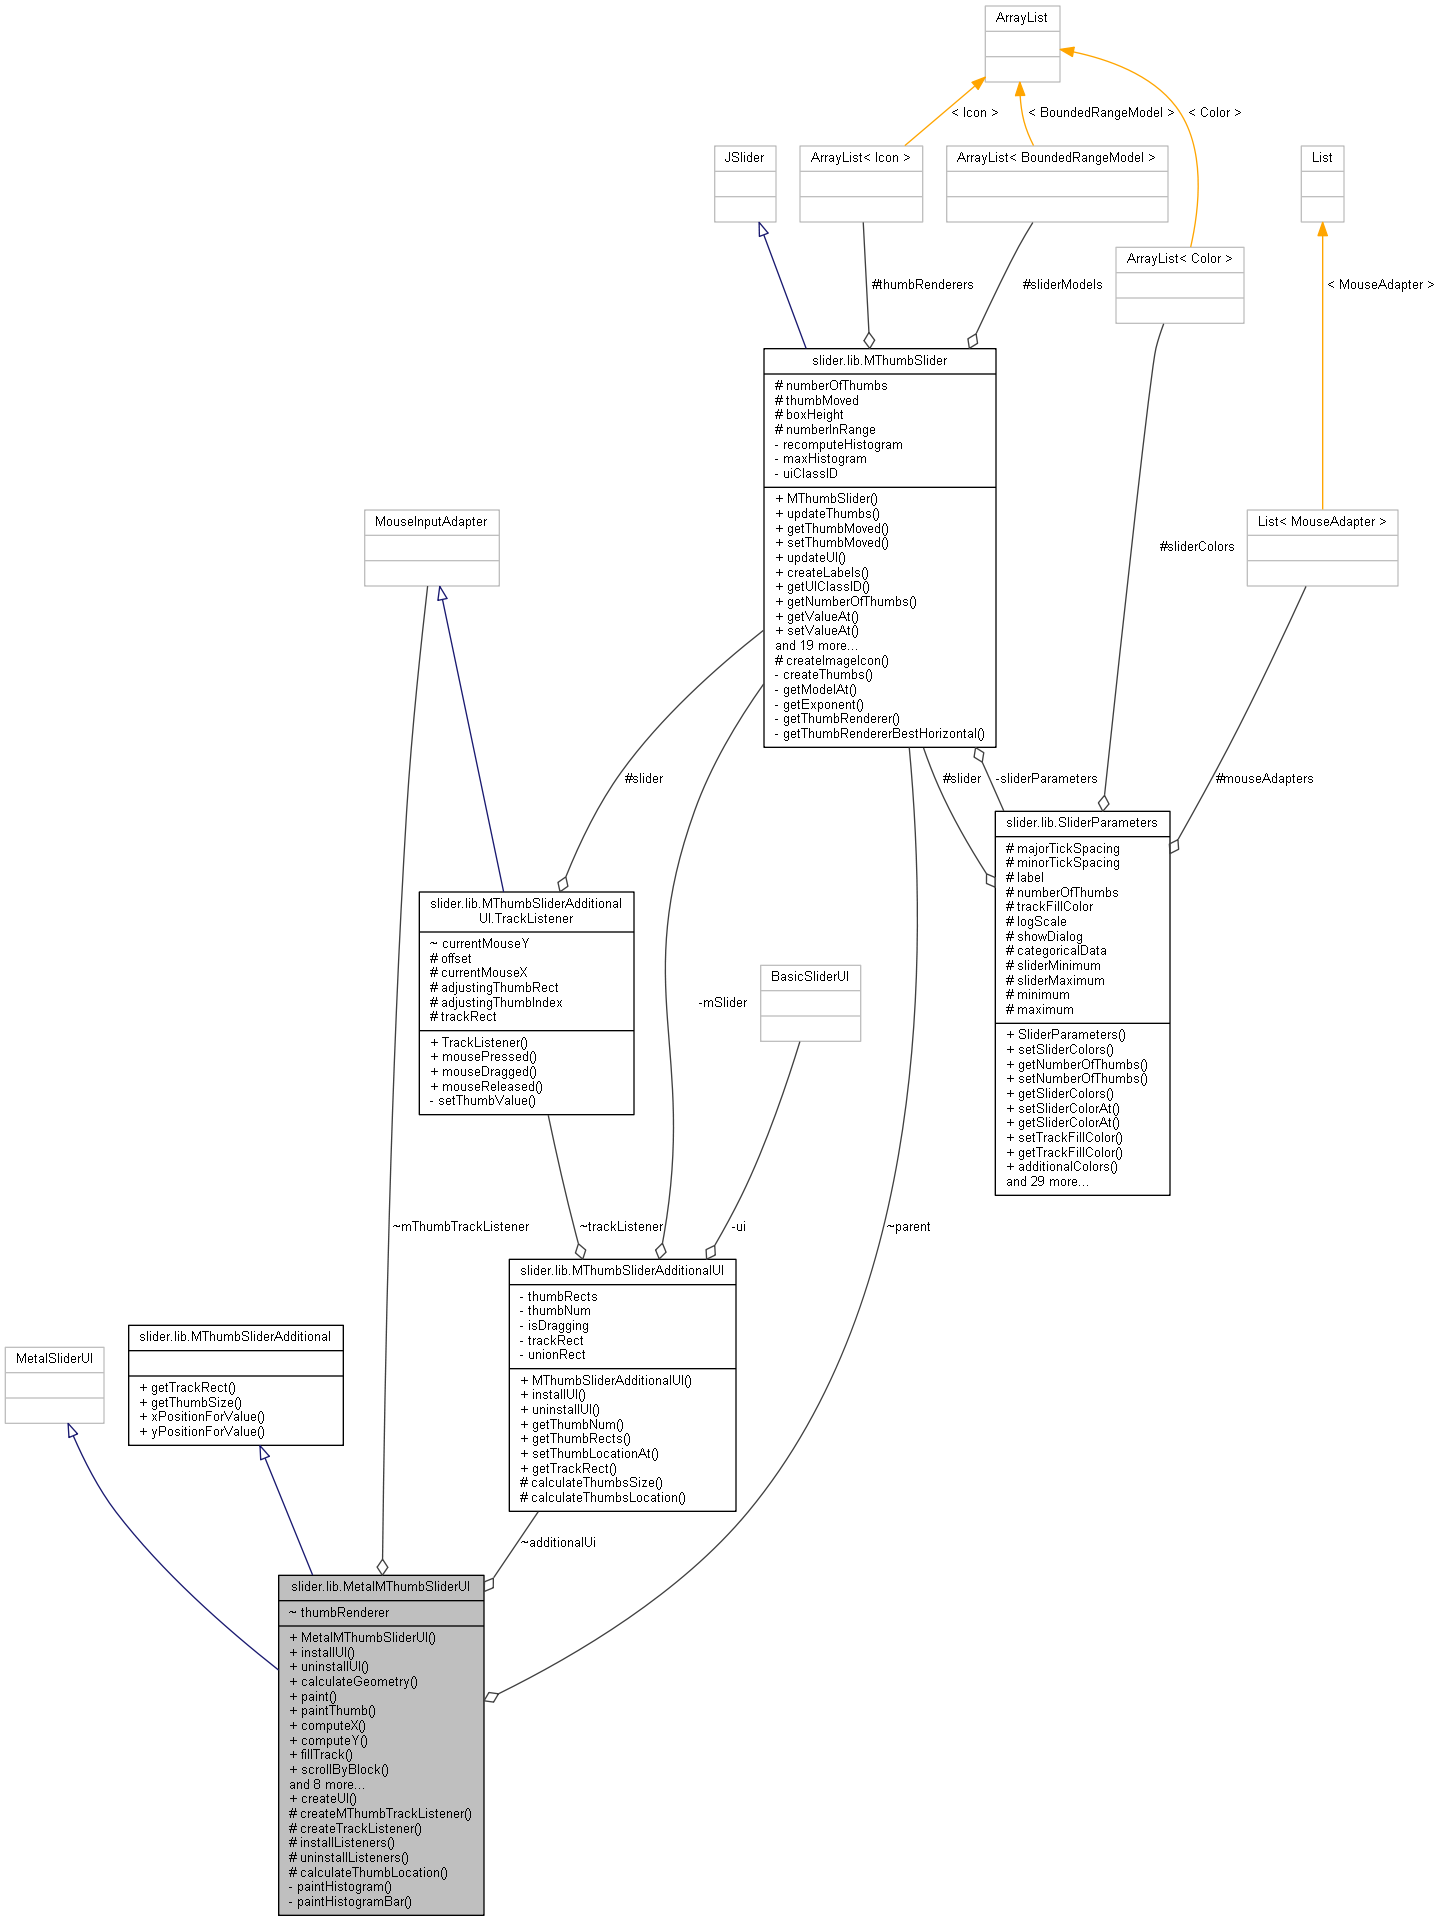 ArrayList
< Icon >
< BoundedRangeModel >
< Color >
JSlider
ArrayList< Icon >
ArrayList< BoundedRangeModel >
List
ArrayList< Color >
#thumbRenderers
#sliderModels
< MouseAdapter >
slider.lib.MThumbSlider
# numberOfThumbs
# thumbMoved
# boxHeight
# numberInRange
- recomputeHistogram
- maxHistogram
- uiClassID
+ MThumbSlider()
+ updateThumbs()
+ getThumbMoved()
+ setThumbMoved()
+ updateUI()
+ createLabels()
+ getUIClassID()
+ getNumberOfThumbs()
+ getValueAt()
+ setValueAt()
and 19 more...
# createImageIcon()
- createThumbs()
- getModelAt()
- getExponent()
- getThumbRenderer()
- getThumbRendererBestHorizontal()
MouseInputAdapter
#sliderColors
List< MouseAdapter >
#slider
#slider
-sliderParameters
#mouseAdapters
slider.lib.SliderParameters
# majorTickSpacing
# minorTickSpacing
# label
# numberOfThumbs
# trackFillColor
# logScale
# showDialog
# categoricalData
# sliderMinimum
# sliderMaximum
# minimum
# maximum
+ SliderParameters()
+ setSliderColors()
+ getNumberOfThumbs()
+ setNumberOfThumbs()
+ getSliderColors()
+ setSliderColorAt()
+ getSliderColorAt()
+ setTrackFillColor()
+ getTrackFillColor()
+ additionalColors()
and 29 more...
slider.lib.MThumbSliderAdditional
UI.TrackListener
~ currentMouseY
# offset
# currentMouseX
# adjustingThumbRect
# adjustingThumbIndex
# trackRect
+ TrackListener()
+ mousePressed()
+ mouseDragged()
+ mouseReleased()
- setThumbValue()
-mSlider
BasicSliderUI
~mThumbTrackListener
~trackListener
-ui
~parent
slider.lib.MThumbSliderAdditionalUI
- thumbRects
- thumbNum
- isDragging
- trackRect
- unionRect
+ MThumbSliderAdditionalUI()
+ installUI()
+ uninstallUI()
+ getThumbNum()
+ getThumbRects()
+ setThumbLocationAt()
+ getTrackRect()
# calculateThumbsSize()
# calculateThumbsLocation()
MetalSliderUI
slider.lib.MThumbSliderAdditional
+ getTrackRect()
+ getThumbSize()
+ xPositionForValue()
+ yPositionForValue()
~additionalUi
slider.lib.MetalMThumbSliderUI
~ thumbRenderer
+ MetalMThumbSliderUI()
+ installUI()
+ uninstallUI()
+ calculateGeometry()
+ paint()
+ paintThumb()
+ computeX()
+ computeY()
+ fillTrack()
+ scrollByBlock()
and 8 more...
+ createUI()
# createMThumbTrackListener()
# createTrackListener()
# installListeners()
# uninstallListeners()
# calculateThumbLocation()
- paintHistogram()
- paintHistogramBar()